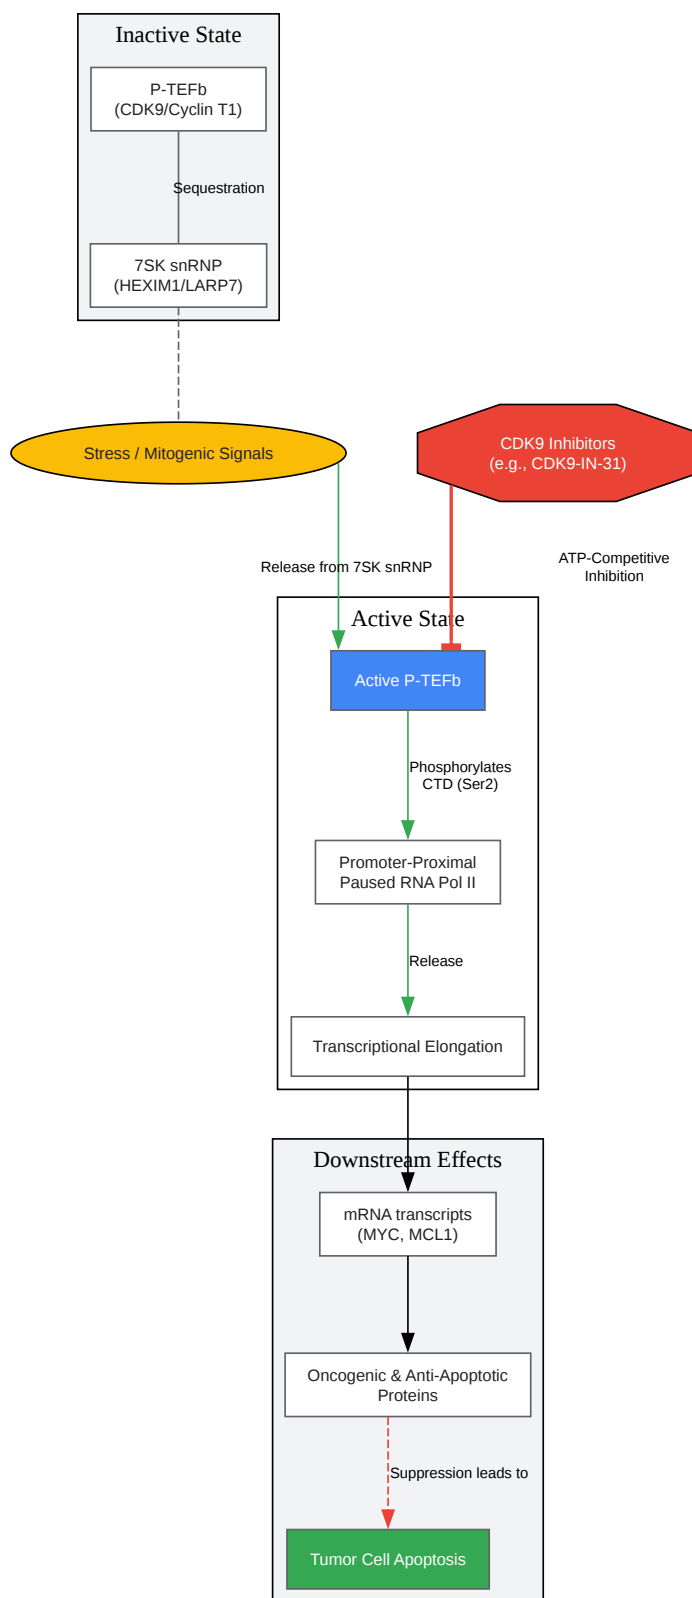 Inactive State
P-TEFb
(CDK9/Cyclin T1)
Sequestration
7SK snRNP
(HEXIM1/LARP7)
Stress / Mitogenic Signals
CDK9 Inhibitors
(e.g., CDK9-IN-31)
Release from 7SK snRNP
ATP-Competitive
Inhibition
Active State
Active P-TEFb
Phosphorylates
CTD (Ser2)
Promoter-Proximal
Paused RNA Pol II
Release
Transcriptional Elongation
Downstream Effects
mRNA transcripts
(MYC, MCL1)
Oncogenic & Anti-Apoptotic
Proteins
Suppression leads to
Tumor Cell Apoptosis